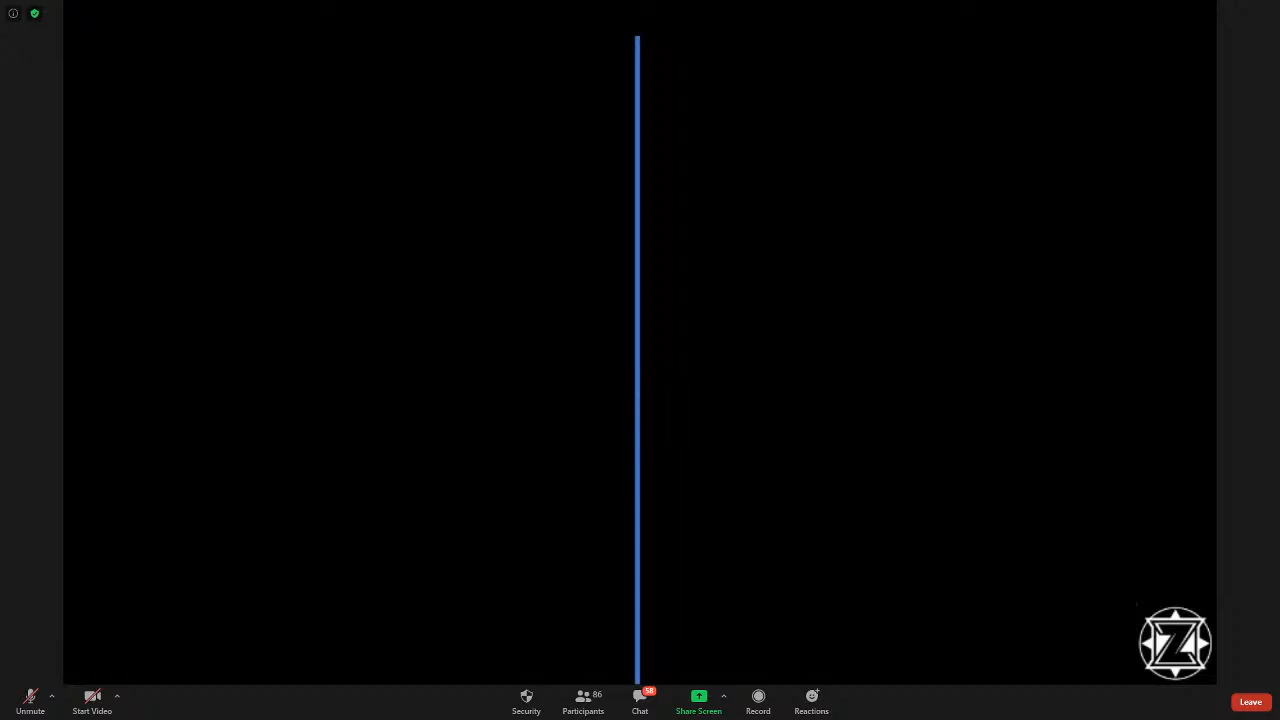 Z
Unmute
Start Video
Security
86
Participants
58
Chat
Share Screen
Record
Reactions
Leave